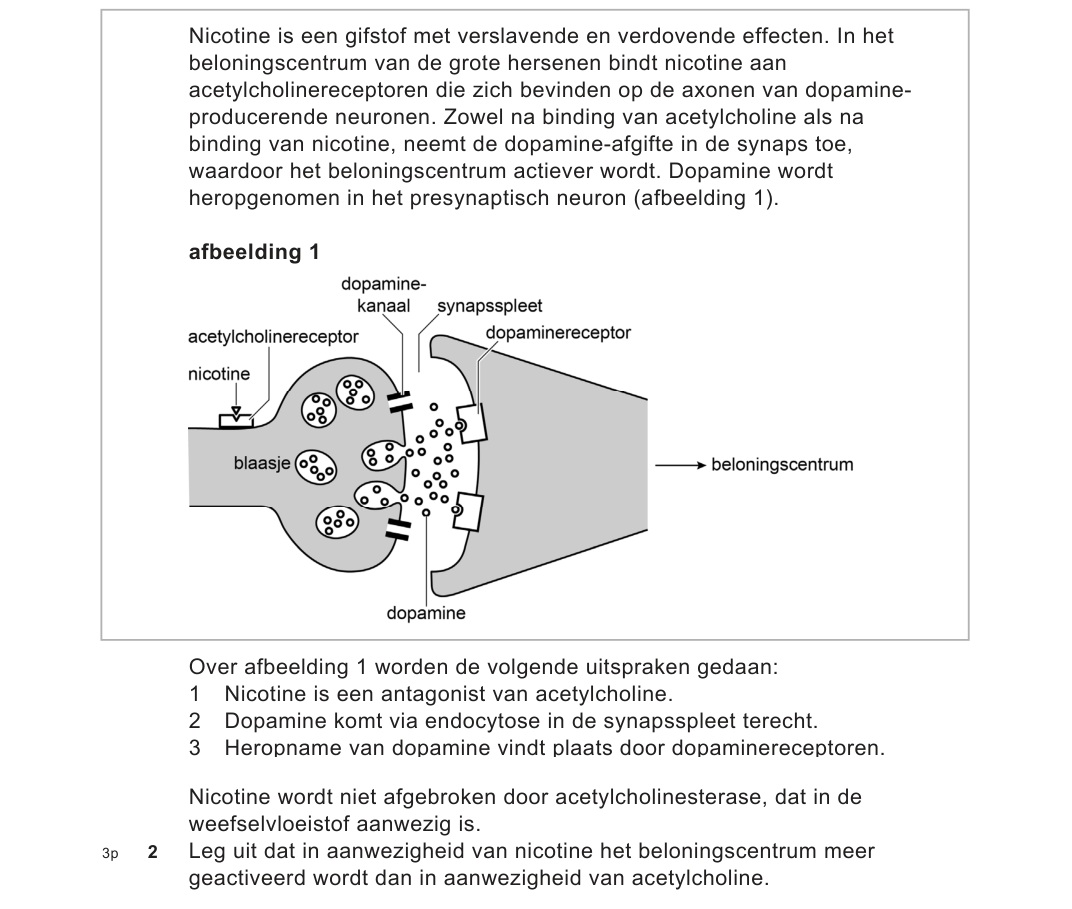 Nicotine is een gifstof met verslavende en verdovende effecten. In het
beloningscentrum van de grote hersenen bindt nicotine aan
acetylcholinereceptoren die zich bevinden op de axonen van dopamine-
producerende neuronen. Zowel na binding van acetylcholine als na
binding van nicotine, neemt de dopamine-afgifte in de synaps toe,
waardoor het beloningscentrum actiever wordt. Dopamine wordt
heropgenomen in het presynaptisch neuron (afbeelding 1).
afbeelding 1
dopamine-
kanaal
synapsspleet
acetylcholinereceptor
dopaminereceptor
nicotine
blaasje
beloningscentrum
dopamine
Over afbeelding 1 worden de volgende uitspraken gedaan:
1 Nicotine is een antagonist van acetylcholine.
2 Dopamine komt via endocytose in de synapsspleet terecht.
3 Heropname van dopamine vindt plaats door dopaminereceptoren.
Nicotine wordt niet afgebroken door acetylcholinesterase, dat in de
weefselvloeistof aanwezig is.
3p 2 Leg uit dat in aanwezigheid van nicotine het beloningscentrum meer
geactiveerd wordt dan in aanwezigheid van acetylcholine.